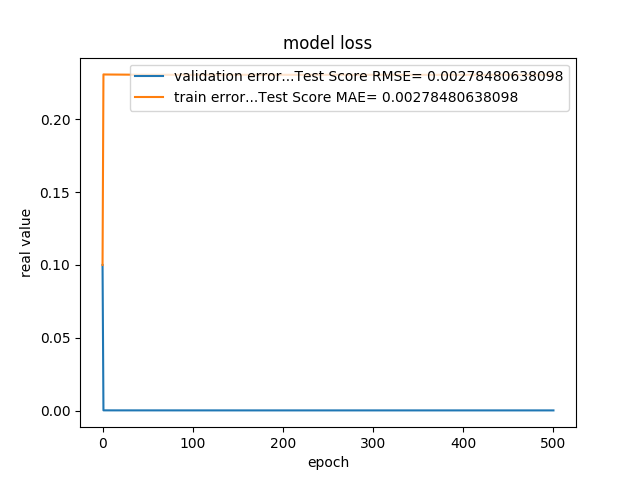 model loss
validation error...Test Score RMSE= 0.00278480638098
train error...Test Score MAE= 0.00278480638098
real value
0.20
0.15
0.10
0.05
0.00
0
100
200
300
400
500
epoch